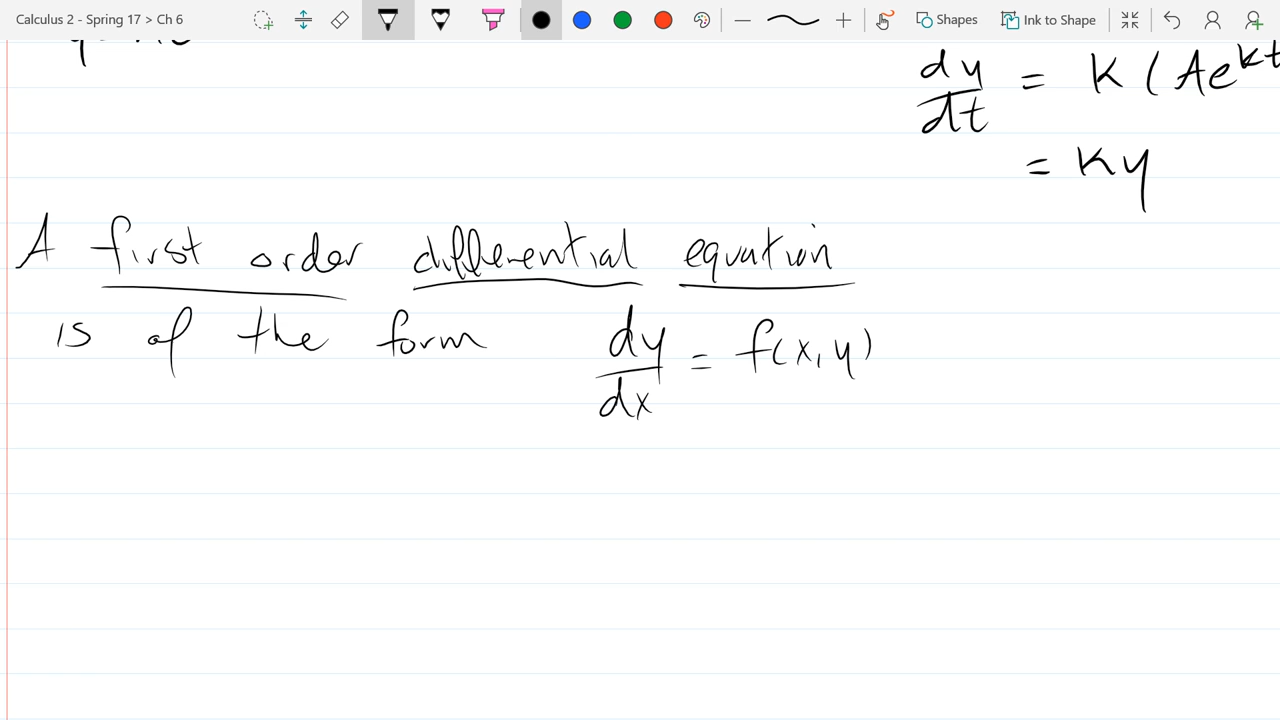 Calculus 2 - Spring 17 > Ch 6
Shapes
Ink to Shape
dy/dt = K (Ae^kt
= Ky
A first order differential equation
is of the form dy/dx = f(x,y)